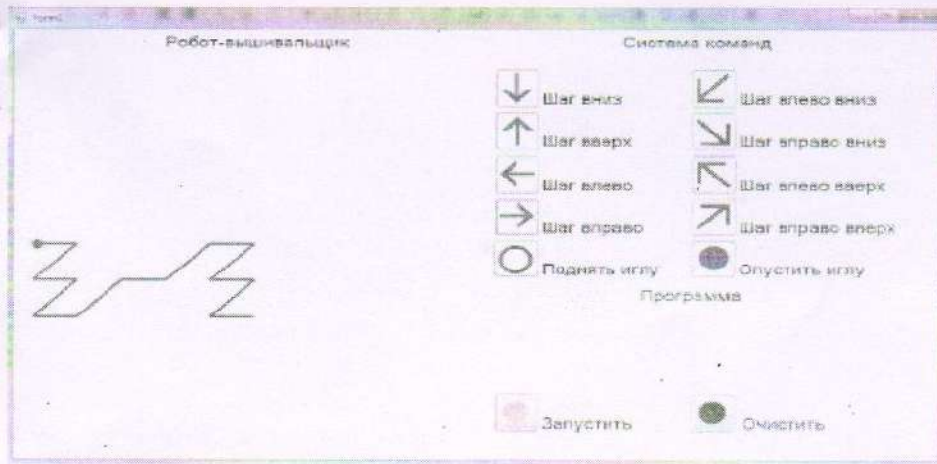 Робот-вышивальщик
Система команд
Шаг вниз
Шаг влево вниз
Шаг вверх
Шаг вправо вниз
Шаг влево
Шаг влево вверх
Шаг вправо
Шаг вправо вверх
Поднять иглу
Опустить иглу
Программа
Запустить
Очистить